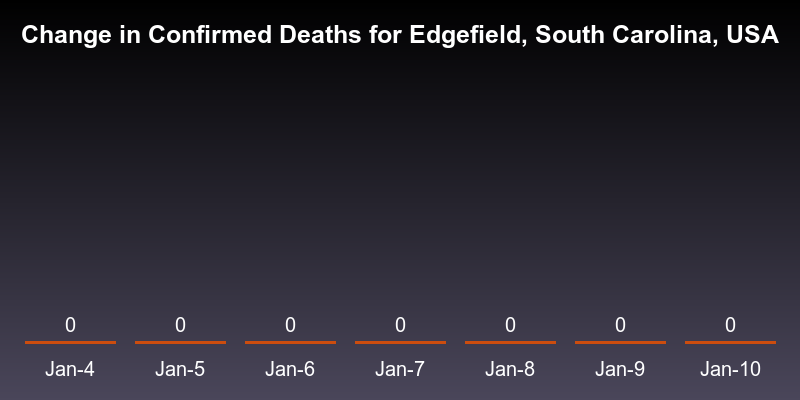 Change in Confirmed Deaths for Edgefield, South Carolina, USA
0 0 0 0 0 0 0
Jan-4 Jan-5 Jan-6 Jan-7 Jan-8 Jan-9 Jan-10